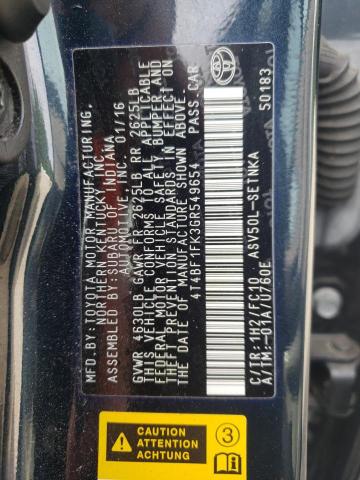 MFD. BY: TOYOTA MOTOR MANUFACTURING,
KENTUCKY, INC.
ASSEMBLED BY: SUBARU OF INDIANA
AUTOMOTIVE, INC. 01/16
GVWR 4630LB GAWR FR 2625LB RR 2625LB
THIS VEHICLE CONFORMS TO ALL APPLICABLE
FEDERAL MOTOR VEHICLE SAFETY, BUMPER AND
THEFT PREVENTION STANDARDS IN EFFECT ON
THE DATE OF MANUFACTURE SHOWN ABOVE.
4T4BF1FK3GR549654 PASS. CAR
C/TR:1H2/FC10 ASV50L-SETNKA
A/TM:-01A/U760E S0183
CAUTION
ATTENTION
ACHTUNG
3